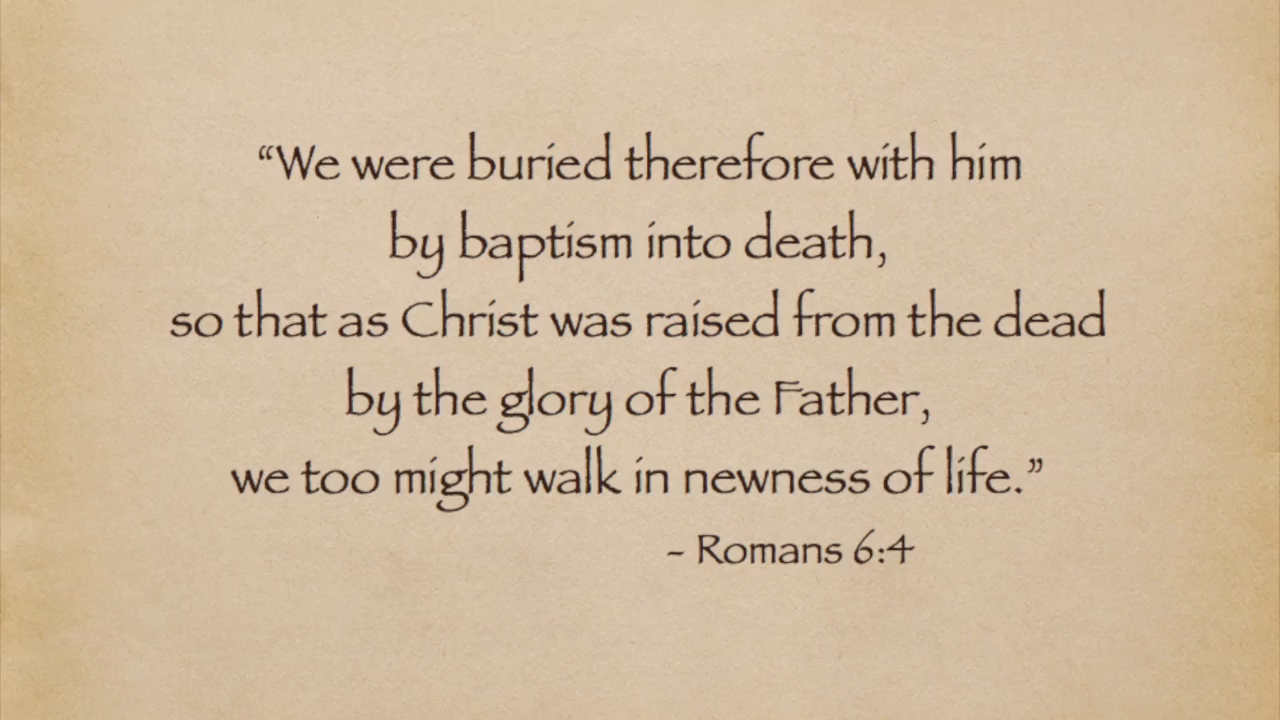 “We were buried therefore with him
by baptism into death,
so that as Christ was raised from the dead
by the glory of the Father,
we too might walk in newness of life.”
– Romans 6:4